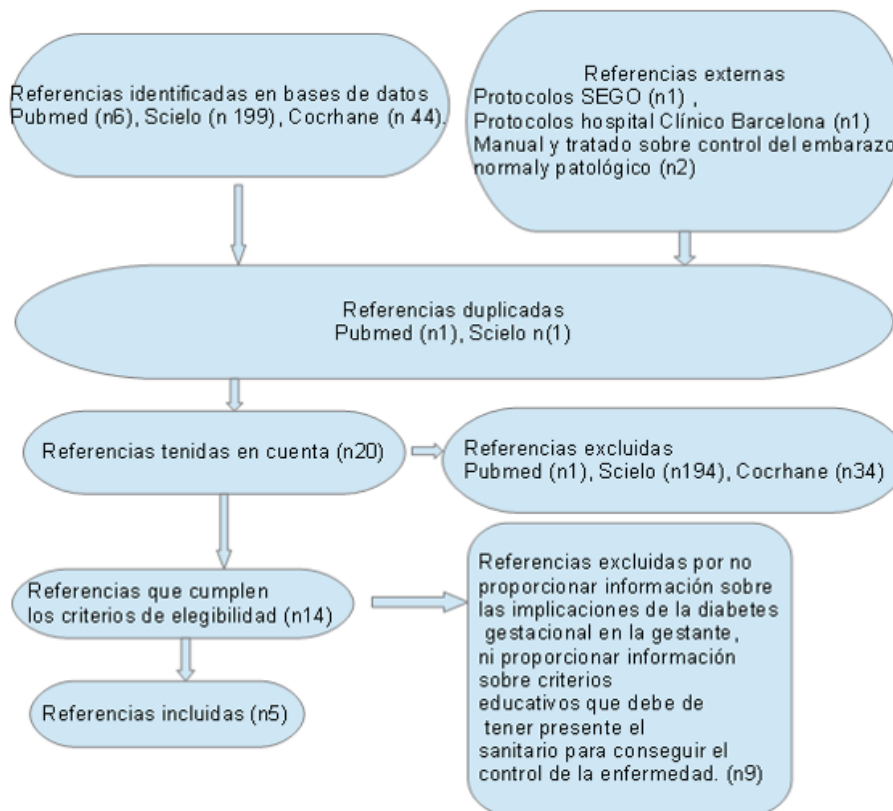 Referencias identificadas en bases de datos
Pubmed (n6), Scielo (n 199), Cocrhane (n 44).
Referencias externas
Protocolos SEGO (n1) ,
Protocolos hospital Clínico Barcelona (n1)
Manual y tratado sobre control del embarazo
normaly patológico (n2)
Referencias duplicadas
Pubmed (n1), Scielo n(1)
Referencias tenidas en cuenta (n20)
Referencias excluidas
Pubmed (n1), Scielo (n194), Cocrhane (n34)
Referencias que cumplen
los criterios de elegibilidad (n14)
Referencias excluidas por no
proporcionar información sobre
las implicaciones de la diabetes
gestacional en la gestante,
ni proporcionar información
sobre criterios
educativos que debe de
tener presente el
sanitario para conseguir el
control de la enfermedad. (n9)
Referencias incluidas (n5)